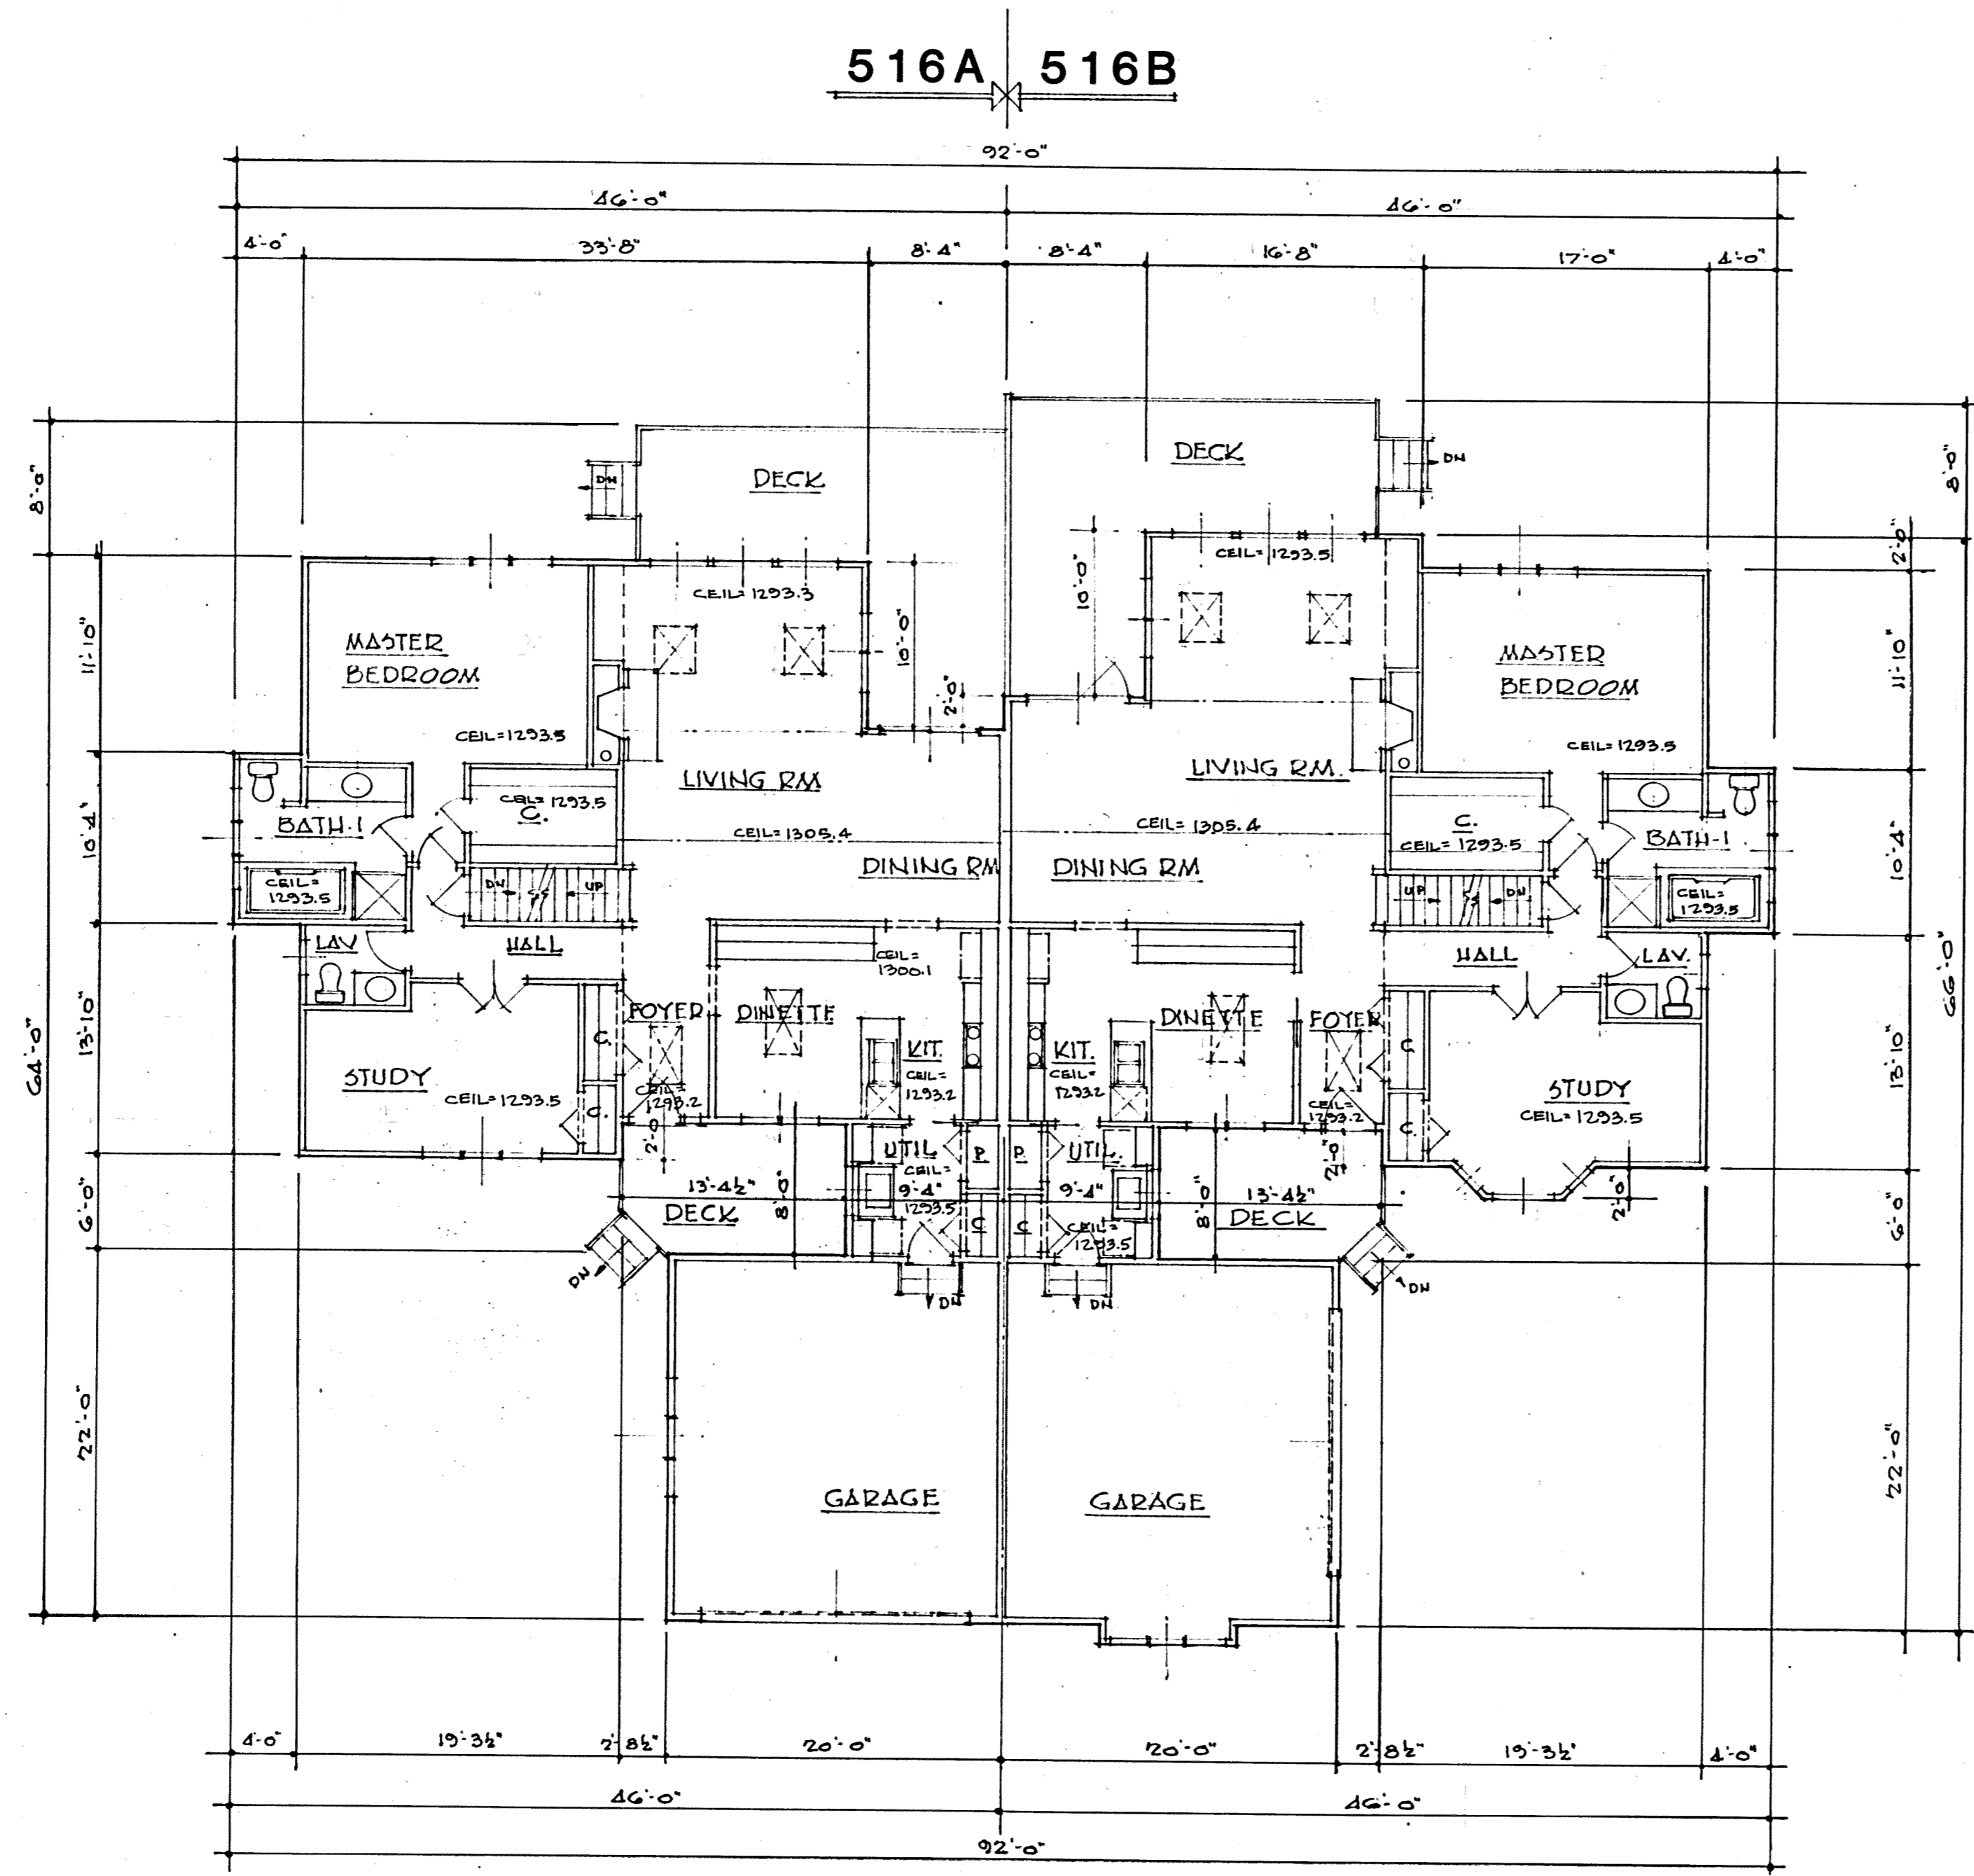 516A 516B
92'-0"
46'-0" 46'-0"
4'-0" 33'-8" 8'-4" 8'-4" 16'-8" 17'-0" 4'-0"
8'-0"
DECK
DN
DECK
DN
8'-0"
2'-0"
CEIL= 1293.3
CEIL= 1293.5
10'-0"
10'-0"
2'-0"
11'-10"
MASTER
BEDROOM
CEIL=1293.5
MASTER
BEDROOM
CEIL= 1293.5
11'-10"
LIVING RM
LIVING RM.
CEIL= 1293.5
C.
BATH-1
CEIL= 1305.4
CEIL= 1305.4
C.
CEIL= 1293.5
BATH-1
10'-4"
10'-4"
DINING RM
DINING RM
CEIL=
1293.5
DN UP
UP DN
CEIL=
1293.5
LAV
HALL
CEIL=
1300.1
HALL
LAV.
64'-0"
13'-10"
FOYER
DINETTE
KIT.
CEIL=
1293.2
KIT.
CEIL=
1293.2
DINETTE
FOYER
66'-0"
13'-10"
STUDY
CEIL=1293.5
C.
C.
CEIL=
1293.2
2'-0"
CEIL=
1293.2
2'-0"
C
C
STUDY
CEIL=1293.5
UTIL
CEIL=
9'-4"
1293.5
P.
P.
UTIL.
9'-4"
CEIL=
1293.5
C
C
6'-0"
13'-4½"
DECK
8'-0"
8'-0"
13'-4½"
DECK
2'-0"
6'-0"
DN
DN
DN
DN
22'-0"
GARAGE
GARAGE
22'-0"
4'-0" 19'-3½" 2'-8½" 20'-0" 20'-0" 2'-8½" 19'-3½" 4'-0"
46'-0" 46'-0"
92'-0"